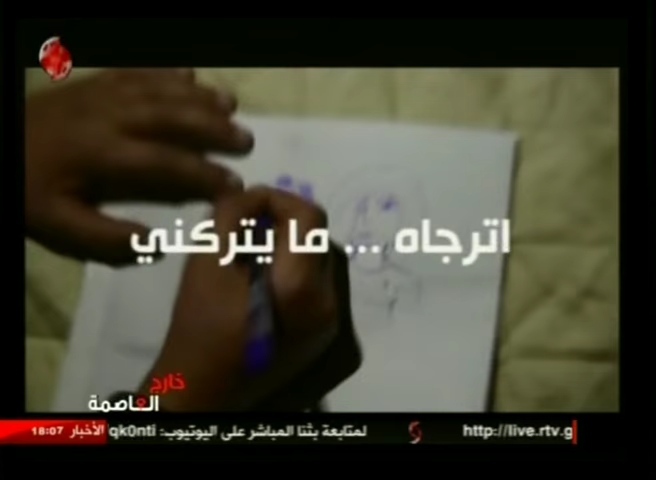 اترجاه ... ما يتركني
خارج
العاصمة
الأخبار 18:07
لمتابعة بثنا المباشر على اليوتيوب: qk0nti
http://live.rtv.g